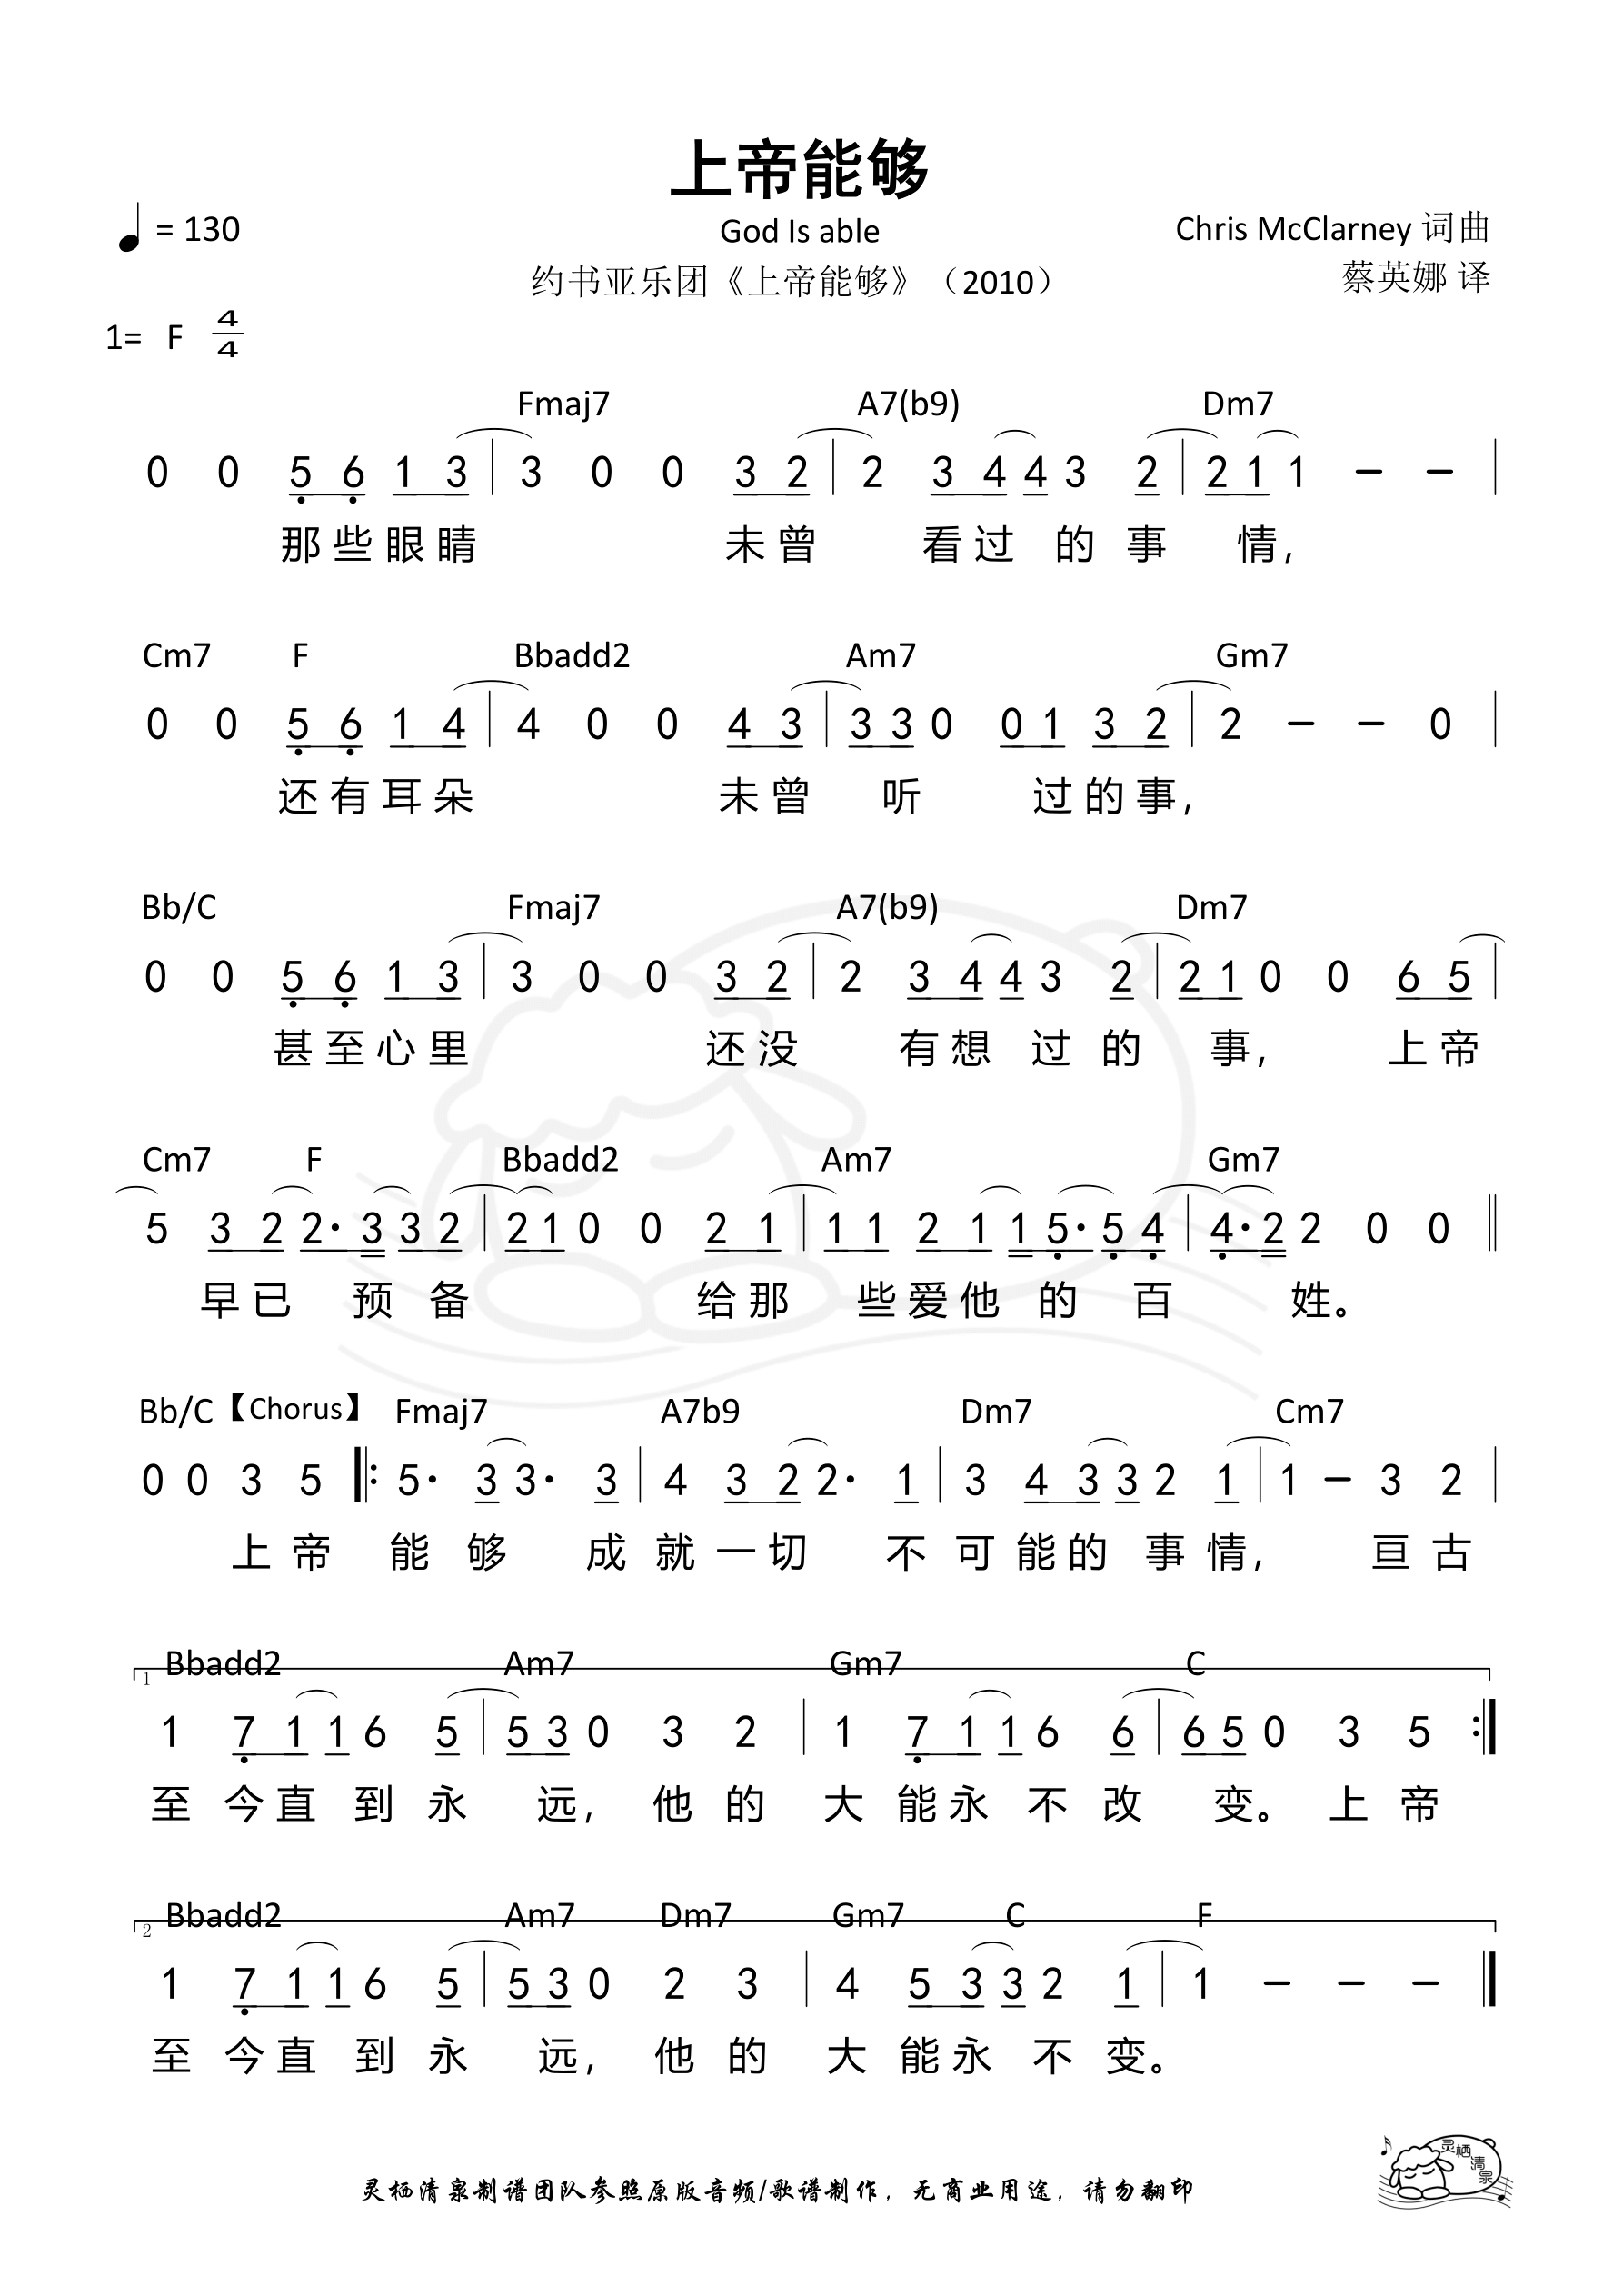 上帝能够
♩ = 130
God Is able
Chris McClarney 词曲
约书亚乐团《上帝能够》（2010）
蔡英娜 译
1= F 4/4
Fmaj7 A7(b9) Dm7
0 0 5 6 1 3 | 3 0 0 3 2 | 2 3 4 4 3 2 | 2 1 1 – – |
那些眼睛 未曾 看过 的 事 情，
Cm7 F Bbadd2 Am7 Gm7
0 0 5 6 1 4 | 4 0 0 4 3 | 3 3 0 0 1 3 2 | 2 – – 0 |
还有耳朵 未曾 听 过的事，
Bb/C Fmaj7 A7(b9) Dm7
0 0 5 6 1 3 | 3 0 0 3 2 | 2 3 4 4 3 2 | 2 1 0 0 6 5 |
甚至心里 还没 有想 过 的 事， 上帝
Cm7 F Bbadd2 Am7 Gm7
5 3 2 2· 3 3 2 | 2 1 0 0 2 1 | 1 1 2 1 1 5· 5 4 | 4· 2 2 0 0 ‖
早已 预 备 给那 些爱他 的 百 姓。
Bb/C【Chorus】 Fmaj7 A7b9 Dm7 Cm7
0 0 3 5 ‖: 5· 3 3· 3 | 4 3 2 2· 1 | 3 4 3 3 2 1 | 1 – 3 2 |
上 帝 能 够 成 就 一切 不 可 能的 事 情， 亘 古
Bbadd2 Am7 Gm7 C
1
1 7 1 1 6 5 | 5 3 0 3 2 | 1 7 1 1 6 6 | 6 5 0 3 5 :‖
至 今直 到 永 远， 他 的 大 能永 不 改 变。 上 帝
Bbadd2 Am7 Dm7 Gm7 C F
2
1 7 1 1 6 5 | 5 3 0 2 3 | 4 5 3 3 2 1 | 1 – – – ‖
至 今直 到 永 远， 他 的 大 能永 不 变。
灵栖清泉制谱团队参照原版音频/歌谱制作，无商业用途，请勿翻印
灵栖清泉